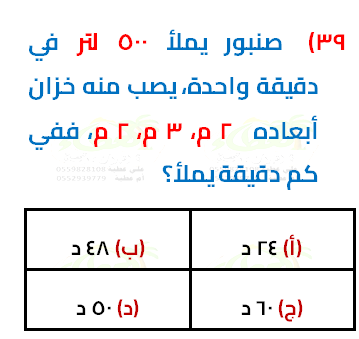 ٣٩) صنبور يملأ ٥٠٠ لتر في
دقيقة واحدة، يصب منه خزان
أبعاده ٢ م، ٣ م، ٢ م، ففي
كم دقيقة يملأ؟
(أ) ٢٤ د (ب) ٤٨ د
(ج) ٦٠ د (د) ٥٠ د